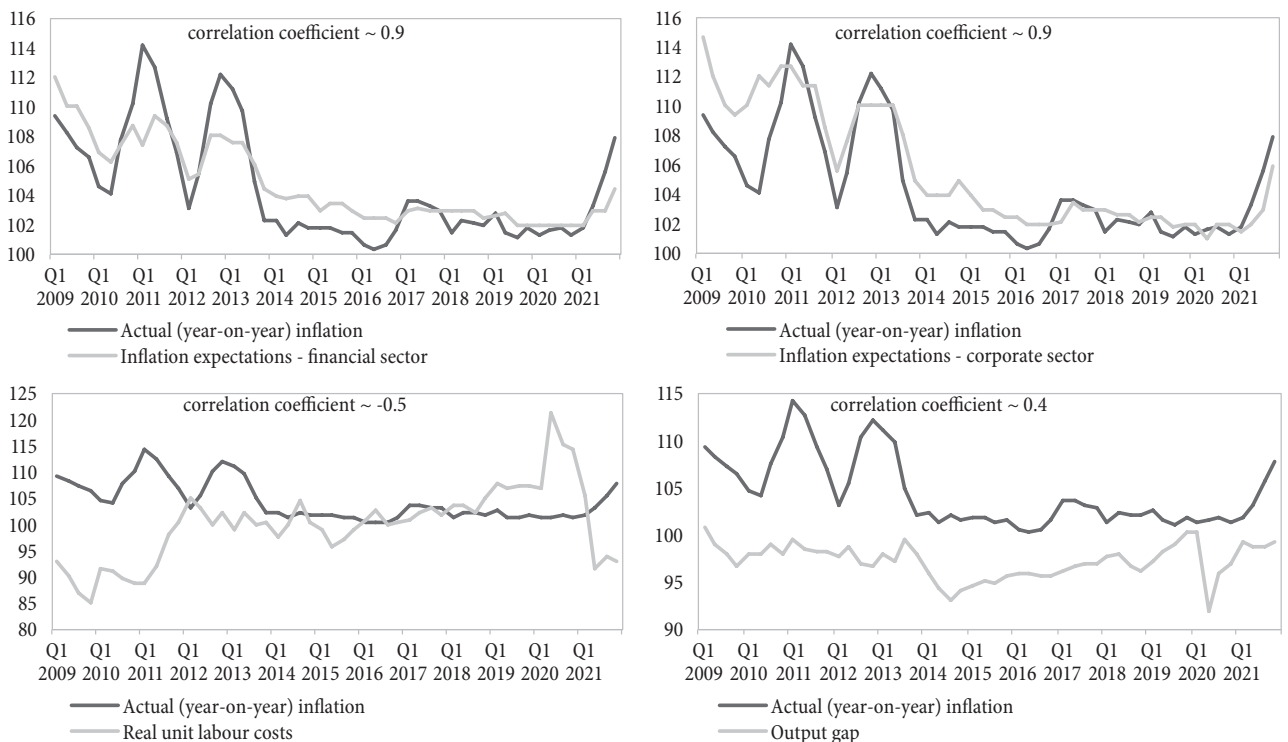 correlation coefficient ~ 0.9
116
114
112
110
108
106
104
102
100
Q1 Q1 Q1 Q1 Q1 Q1 Q1 Q1 Q1 Q1 Q1 Q1 Q1
2009 2010 2011 2012 2013 2014 2015 2016 2017 2018 2019 2020 2021
Actual (year-on-year) inflation
Inflation expectations - financial sector
correlation coefficient ~ 0.9
116
114
112
110
108
106
104
102
100
Q1 Q1 Q1 Q1 Q1 Q1 Q1 Q1 Q1 Q1 Q1 Q1 Q1
2009 2010 2011 2012 2013 2014 2015 2016 2017 2018 2019 2020 2021
Actual (year-on-year) inflation
Inflation expectations - corporate sector
correlation coefficient ~ -0.5
125
120
115
110
105
100
95
90
85
80
Q1 Q1 Q1 Q1 Q1 Q1 Q1 Q1 Q1 Q1 Q1 Q1 Q1
2009 2010 2011 2012 2013 2014 2015 2016 2017 2018 2019 2020 2021
Actual (year-on-year) inflation
Real unit labour costs
correlation coefficient ~ 0.4
115
110
105
100
95
90
Q1 Q1 Q1 Q1 Q1 Q1 Q1 Q1 Q1 Q1 Q1 Q1 Q1
2009 2010 2011 2012 2013 2014 2015 2016 2017 2018 2019 2020 2021
Actual (year-on-year) inflation
Output gap